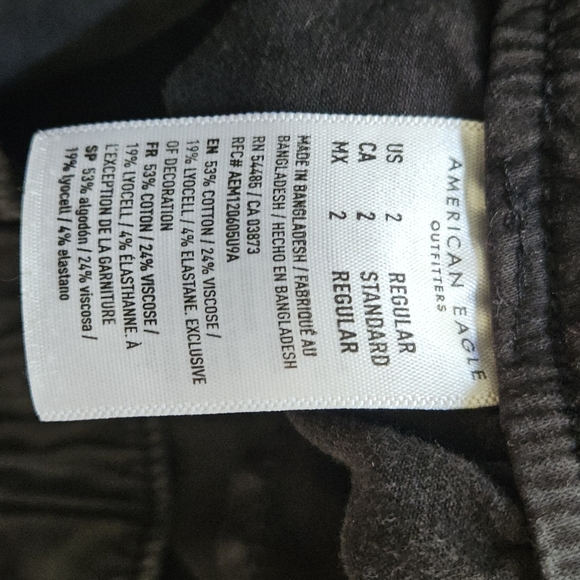 AMERICAN EAGLE
OUTFITTERS
US 2 REGULAR
CA 2 STANDARD
MX 2 REGULAR
MADE IN BANGLADESH / FABRIQUÉ AU
BANGLADESH / HECHO EN BANGLADESH
RN 54485 / CA 03873
RFC# AEM120605U9A
EN 53% COTTON / 24% VISCOSE /
19% LYOCELL / 4% ELASTANE. EXCLUSIVE
OF DECORATION
FR 53% COTON / 24% VISCOSE /
19% LYOCELL / 4% ÉLASTHANNE. À
L'EXCEPTION DE LA GARNITURE
SP 53% algodón / 24% viscosa /
19% lyocell / 4% elastano